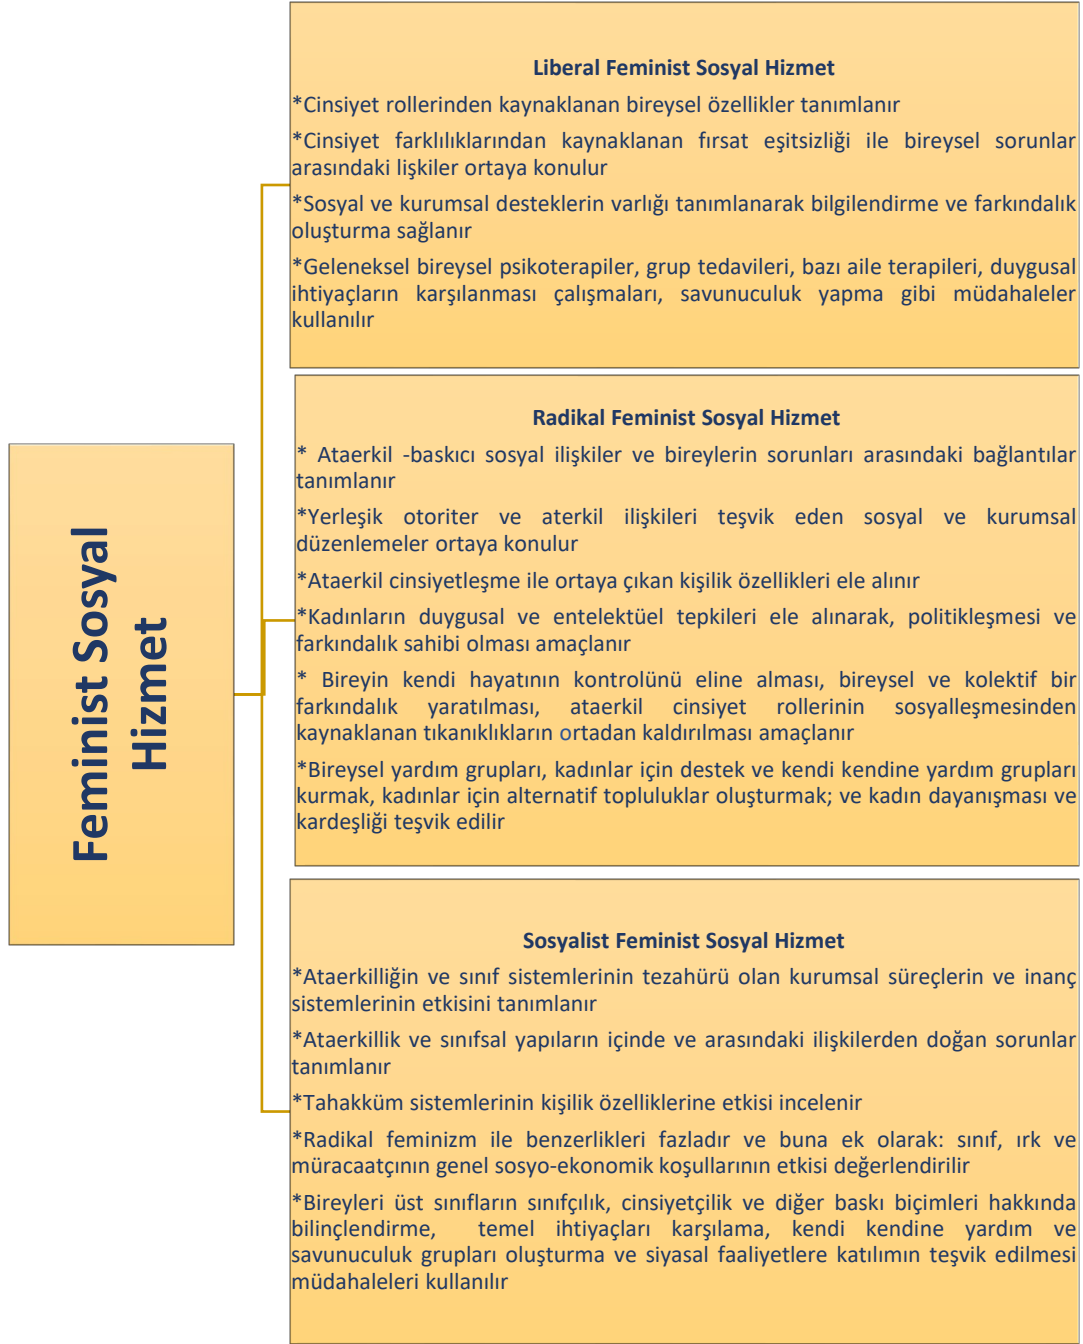 Feminist Sosyal
Hizmet
Liberal Feminist Sosyal Hizmet
*Cinsiyet rollerinden kaynaklanan bireysel özellikler tanımlanır
*Cinsiyet farklılıklarından kaynaklanan fırsat eşitsizliği ile bireysel sorunlar
arasındaki lişkiler ortaya konulur
*Sosyal ve kurumsal desteklerin varlığı tanımlanarak bilgilendirme ve farkındalık
oluşturma sağlanır
*Geleneksel bireysel psikoterapiler, grup tedavileri, bazı aile terapileri, duygusal
ihtiyaçların karşılanması çalışmaları, savunuculuk yapma gibi müdahaleler
kullanılır
Radikal Feminist Sosyal Hizmet
* Ataerkil -baskıcı sosyal ilişkiler ve bireylerin sorunları arasındaki bağlantılar
tanımlanır
*Yerleşik otoriter ve aterkil ilişkileri teşvik eden sosyal ve kurumsal
düzenlemeler ortaya konulur
*Ataerkil cinsiyetleşme ile ortaya çıkan kişilik özellikleri ele alınır
*Kadınların duygusal ve entelektüel tepkileri ele alınarak, politikleşmesi ve
farkındalık sahibi olması amaçlanır
* Bireyin kendi hayatının kontrolünü eline alması, bireysel ve kolektif bir
farkındalık yaratılması, ataerkil cinsiyet rollerinin sosyalleşmesinden
kaynaklanan tıkanıklıkların ortadan kaldırılması amaçlanır
*Bireysel yardım grupları, kadınlar için destek ve kendi kendine yardım grupları
kurmak, kadınlar için alternatif topluluklar oluşturmak; ve kadın dayanışması ve
kardeşliği teşvik edilir
Sosyalist Feminist Sosyal Hizmet
*Ataerkilliğin ve sınıf sistemlerinin tezahürü olan kurumsal süreçlerin ve inanç
sistemlerinin etkisini tanımlanır
*Ataerkillik ve sınıfsal yapıların içinde ve arasındaki ilişkilerden doğan sorunlar
tanımlanır
*Tahakküm sistemlerinin kişilik özelliklerine etkisi incelenir
*Radikal feminizm ile benzerlikleri fazladır ve buna ek olarak: sınıf, ırk ve
müracaatçının genel sosyo-ekonomik koşullarının etkisi değerlendirilir
*Bireyleri üst sınıfların sınıfçılık, cinsiyetçilik ve diğer baskı biçimleri hakkında
bilinçlendirme, temel ihtiyaçları karşılama, kendi kendine yardım ve
savunuculuk grupları oluşturma ve siyasal faaliyetlere katılımın teşvik edilmesi
müdahaleleri kullanılır